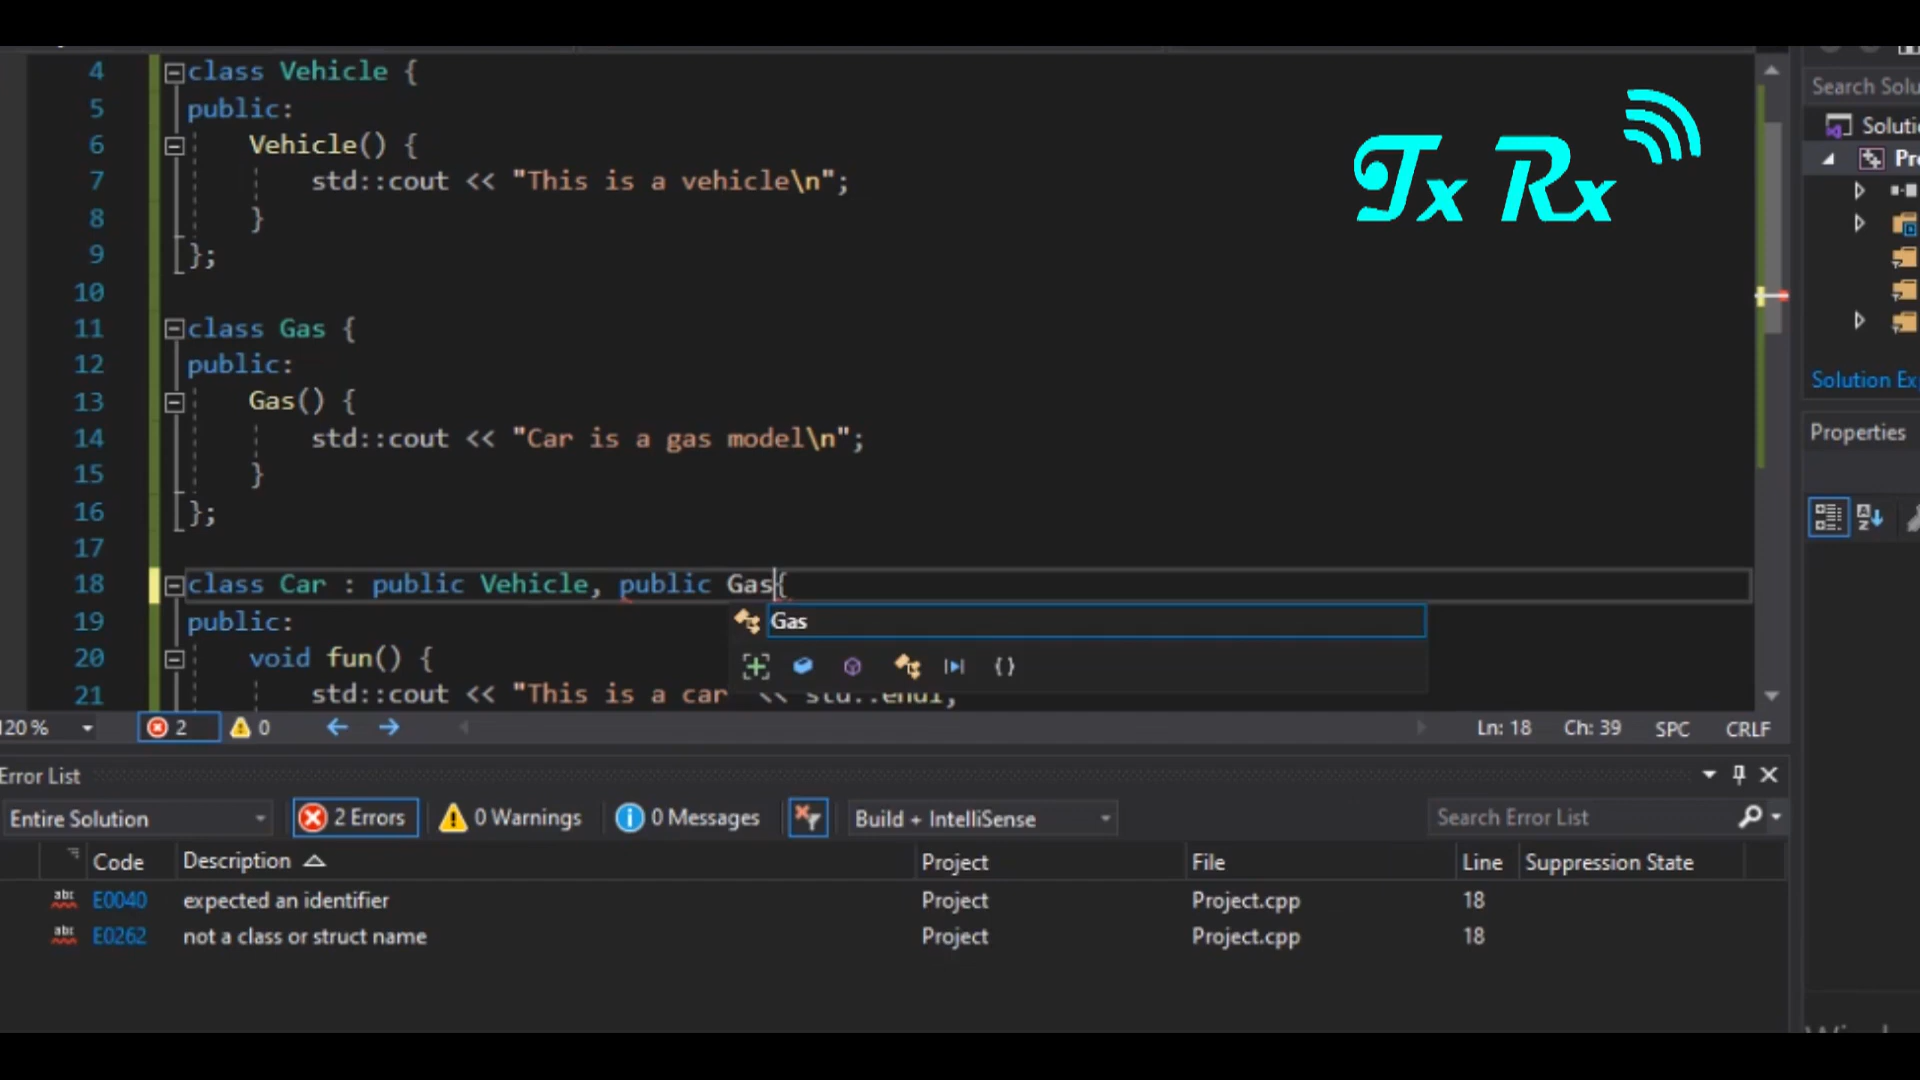 4 class Vehicle {
5 public:
6 Vehicle() {
7 std::cout << "This is a vehicle\n";
8 }
9 };
10
11 class Gas {
12 public:
13 Gas() {
14 std::cout << "Car is a gas model\n";
15 }
16 };
17
18 class Car : public Vehicle, public Gas{
19 public:
Gas
20 void fun() {
21 std::cout << "This is a car << std::endl;
Tx Rx
Search Solu
Soluti
Pr
Solution Ex
Properties
120 % 2 0 Ln: 18 Ch: 39 SPC CRLF
Error List
Entire Solution 2 Errors 0 Warnings 0 Messages Build + IntelliSense Search Error List
Code Description Project File Line Suppression State
abc E0040 expected an identifier Project Project.cpp 18
abc E0262 not a class or struct name Project Project.cpp 18